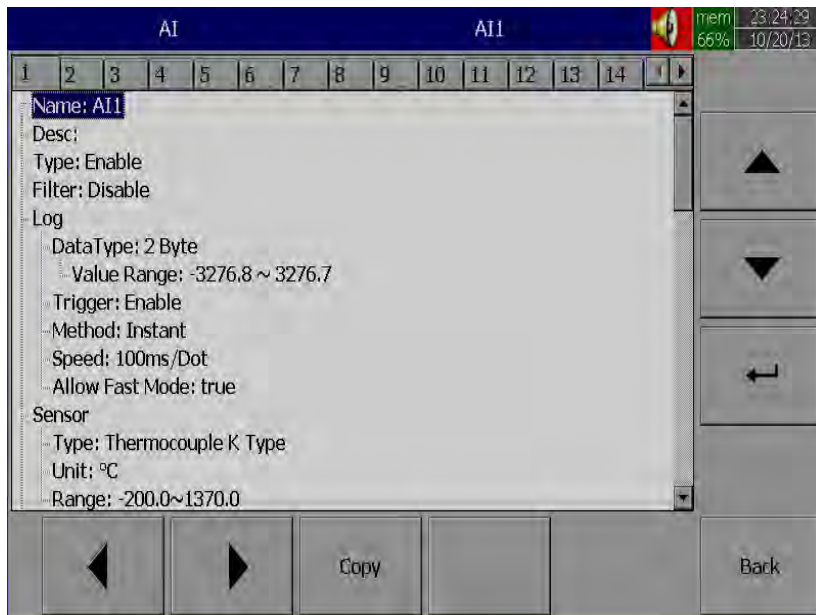 AI AI1 mem 23:24:29
66% 10/20/13
1 2 3 4 5 6 7 8 9 10 11 12 13 14
Name: AI1
Desc:
Type: Enable
Filter: Disable
Log
DataType: 2 Byte
Value Range: -3276.8 ~ 3276.7
Trigger: Enable
Method: Instant
Speed: 100ms/Dot
Allow Fast Mode: true
Sensor
Type: Thermocouple K Type
Unit: ºC
Range: -200.0~1370.0
Copy Back